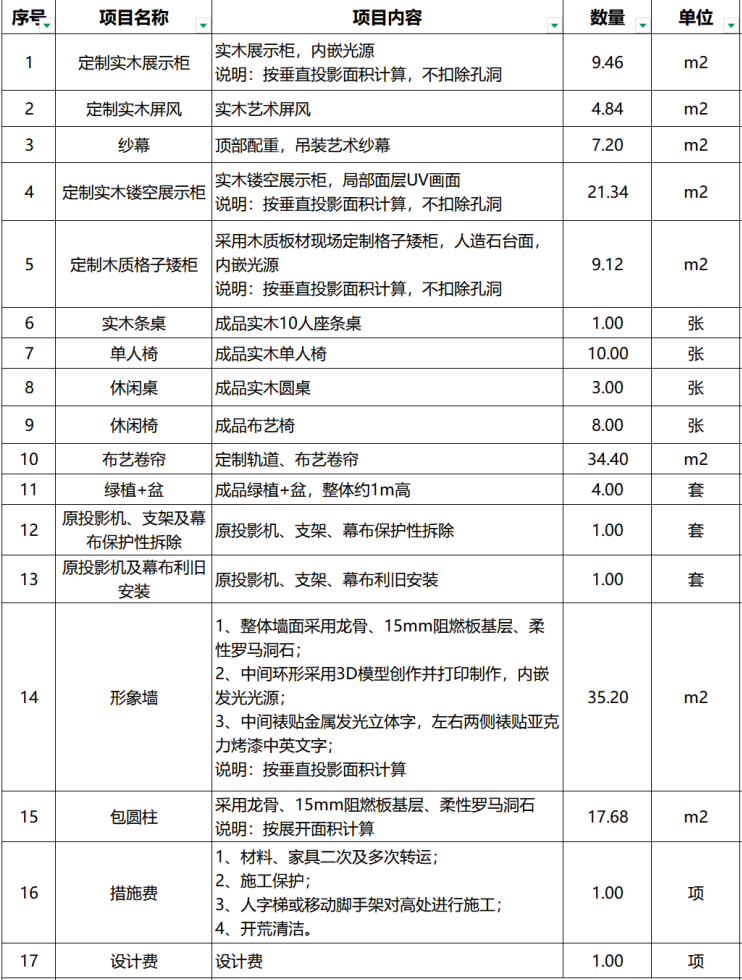 序号 项目名称 项目内容 数量 单位
1 定制实木展示柜 实木展示柜，内嵌光源
说明：按垂直投影面积计算，不扣除孔洞 9.46 m2
2 定制实木屏风 实木艺术屏风 4.84 m2
3 纱幕 顶部配重，吊装艺术纱幕 7.20 m2
4 定制实木镂空展示柜 实木镂空展示柜，局部面层UV画面
说明：按垂直投影面积计算，不扣除孔洞 21.34 m2
5 定制木质格子矮柜 采用木质板材现场定制格子矮柜，人造石台面，
内嵌光源
说明：按垂直投影面积计算，不扣除孔洞 9.12 m2
6 实木条桌 成品实木10人座条桌 1.00 张
7 单人椅 成品实木单人椅 10.00 张
8 休闲桌 成品实木圆桌 3.00 张
9 休闲椅 成品布艺椅 8.00 张
10 布艺卷帘 定制轨道、布艺卷帘 34.40 m2
11 绿植+盆 成品绿植+盆，整体约1m高 4.00 套
12 原投影机、支架及幕
布保护性拆除 原投影机、支架、幕布保护性拆除 1.00 套
13 原投影机及幕布利旧
安装 原投影机、支架、幕布利旧安装 1.00 套
14 形象墙 1、整体墙面采用龙骨、15mm阻燃板基层、柔
性罗马洞石；
2、中间环形采用3D模型创作并打印制作，内嵌
发光光源；
3、中间裱贴金属发光立体字，左右两侧裱贴亚克
力烤漆中英文字；
说明：按垂直投影面积计算 35.20 m2
15 包圆柱 采用龙骨、15mm阻燃板基层、柔性罗马洞石
说明：按展开面积计算 17.68 m2
16 措施费 1、材料、家具二次及多次转运；
2、施工保护；
3、人字梯或移动脚手架对高处进行施工；
4、开荒清洁。 1.00 项
17 设计费 设计费 1.00 项